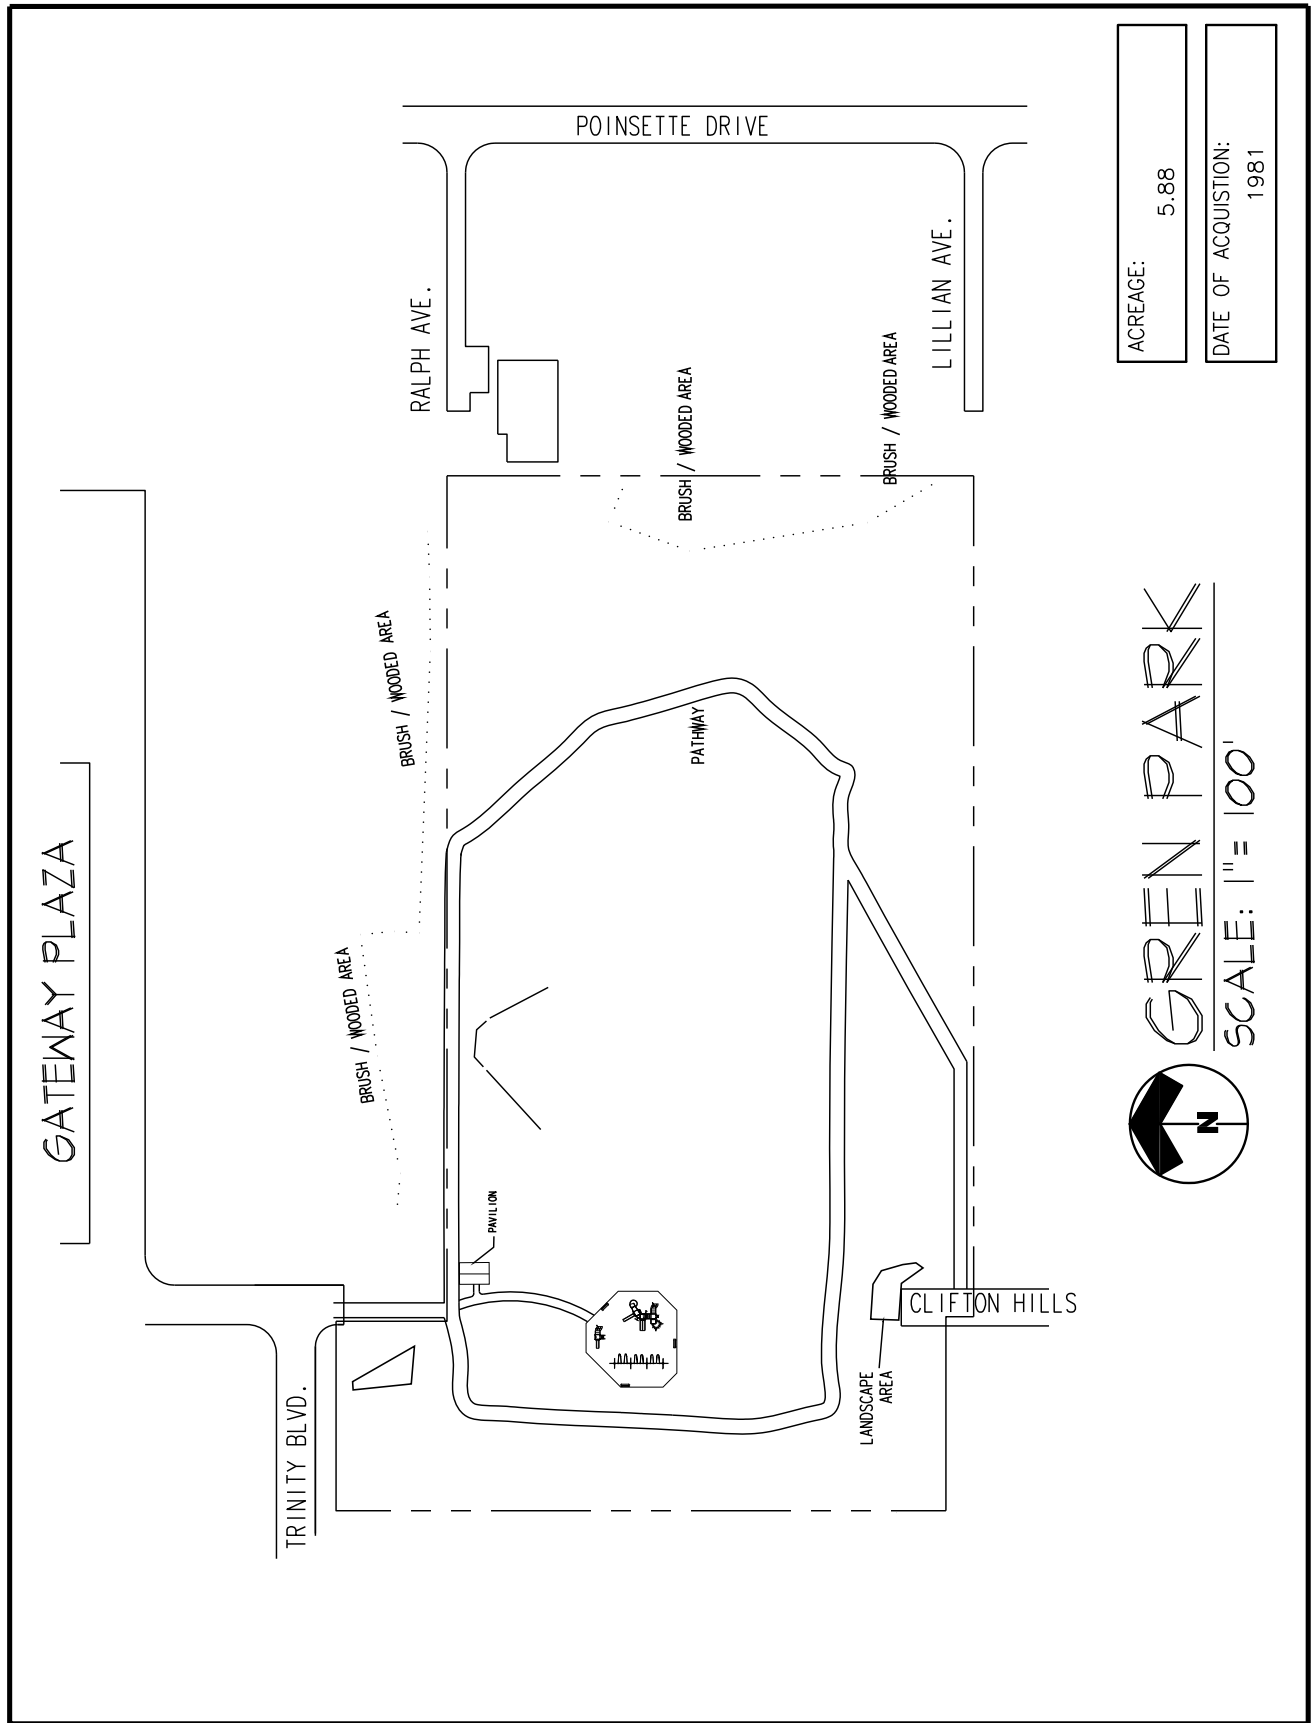 GATEWAY PLAZA
TRINITY BLVD.
BRUSH / WOODED AREA
BRUSH / WOODED AREA
RALPH AVE.
PAVILION
POINSETTE DRIVE
BRUSH / WOODED AREA
PATHWAY
LANDSCAPE
AREA
BRUSH / WOODED AREA
LILLIAN AVE.
CLIFTON HILLS
N
GREN PARK
SCALE: 1"= 100'
ACREAGE:
5.88
DATE OF ACQUISTION:
1981